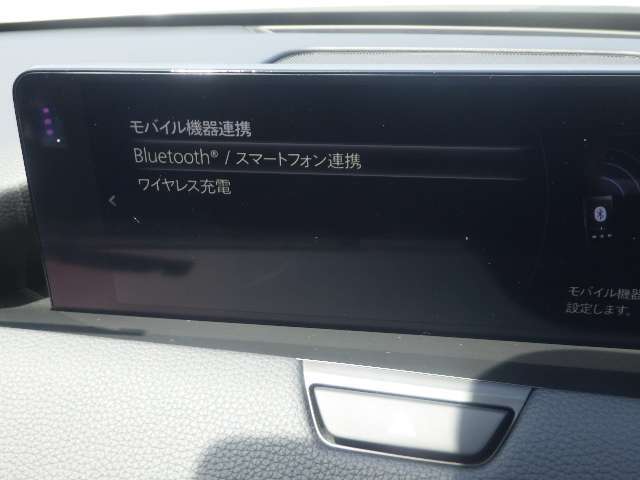 モバイル機器連携
Bluetooth® / スマートフォン連携
ワイヤレス充電
モバイル機器
設定します。